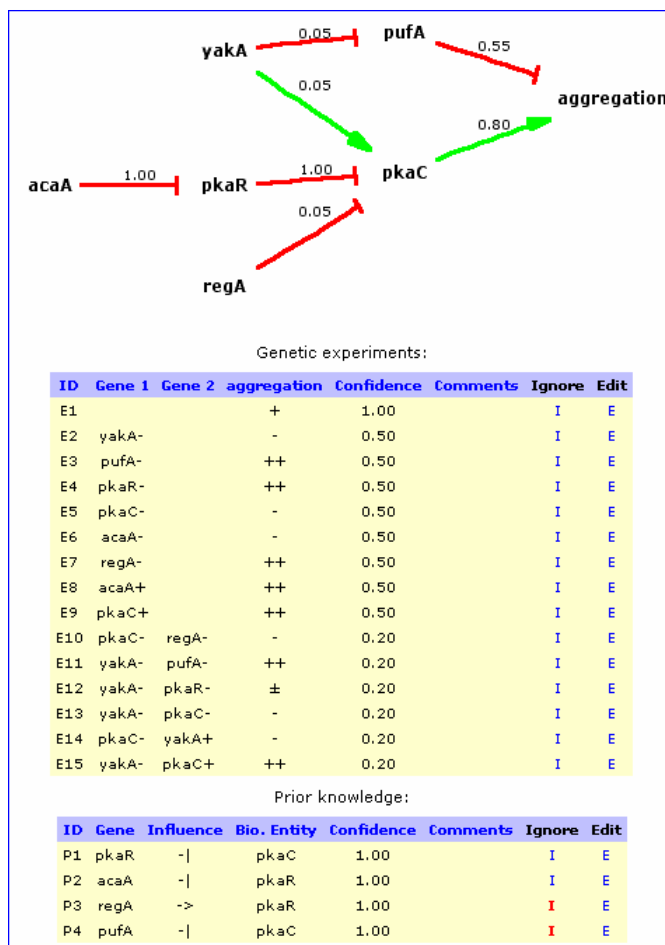 yakA 0.05 pufA
0.55
0.05
aggregation
0.80
acaA 1.00 pkaR 1.00 pkaC
0.05
regA
Genetic experiments:
ID Gene 1 Gene 2 aggregation Confidence Comments Ignore Edit
E1 + 1.00 I E
E2 yakA- - 0.50 I E
E3 pufA- ++ 0.50 I E
E4 pkaR- ++ 0.50 I E
E5 pkaC- - 0.50 I E
E6 acaA- - 0.50 I E
E7 regA- ++ 0.50 I E
E8 acaA+ ++ 0.50 I E
E9 pkaC+ ++ 0.50 I E
E10 pkaC- regA- - 0.20 I E
E11 yakA- pufA- ++ 0.20 I E
E12 yakA- pkaR- ± 0.20 I E
E13 yakA- pkaC- - 0.20 I E
E14 pkaC- yakA+ - 0.20 I E
E15 yakA- pkaC+ ++ 0.20 I E
Prior knowledge:
ID Gene Influence Bio. Entity Confidence Comments Ignore Edit
P1 pkaR -| pkaC 1.00 I E
P2 acaA -| pkaR 1.00 I E
P3 regA -> pkaR 1.00 I E
P4 pufA -| pkaC 1.00 I E